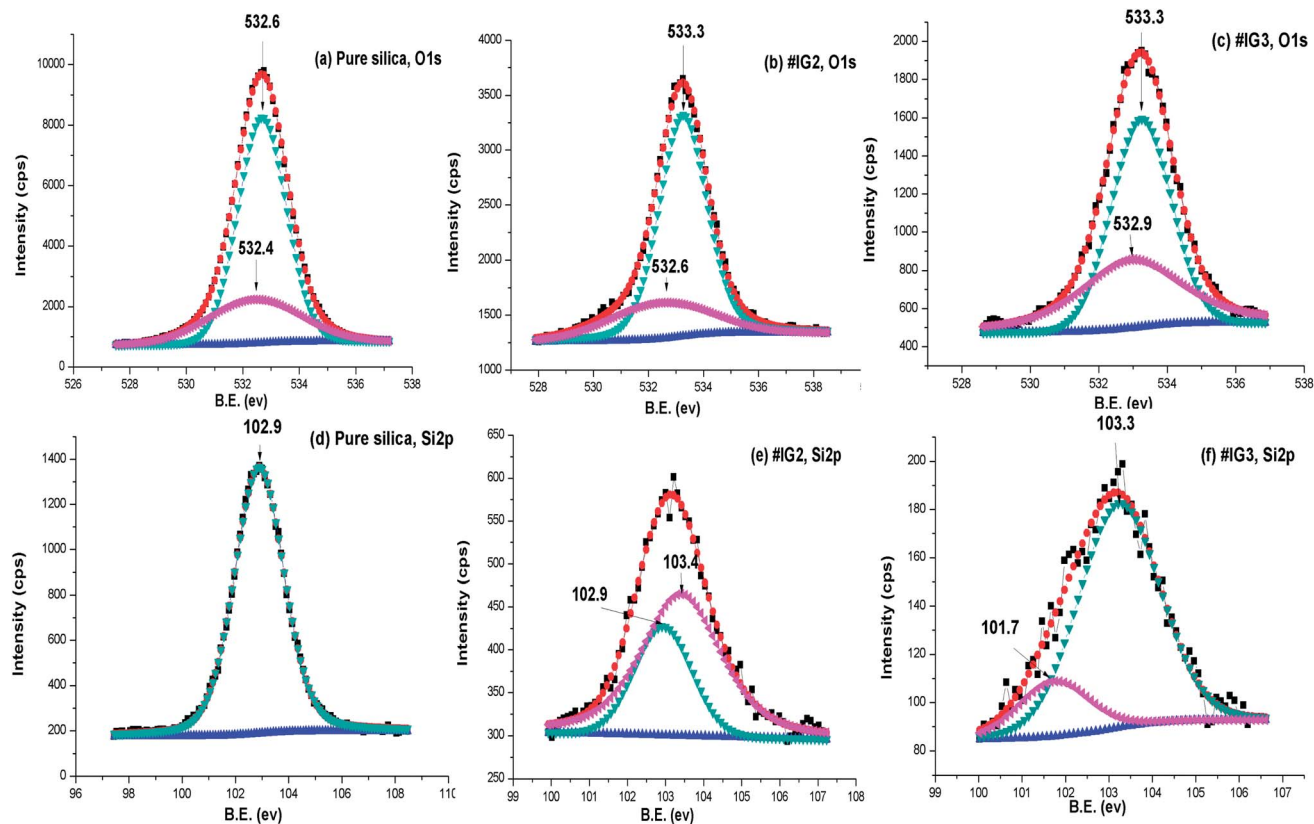 532.6
(a) Pure silica, O1s
532.4
Intensity (cps)
10000
8000
6000
4000
2000
0
526 528 530 532 534 536 538
B.E. (ev)
533.3
(b) #IG2, O1s
532.6
Intensity (cps)
4000
3500
3000
2500
2000
1500
1000
528 530 532 534 536 538
B.E. (ev)
533.3
(c) #IG3, O1s
532.9
Intensity (cps)
2000
1800
1600
1400
1200
1000
800
600
400
528 530 532 534 536 538
B.E. (ev)
102.9
(d) Pure silica, Si2p
Intensity (cps)
1400
1200
1000
800
600
400
200
0
96 98 100 102 104 106 108
B.E. (ev)
(e) #IG2, Si2p
103.4
102.9
Intensity (cps)
650
600
550
500
450
400
350
300
250
99 100 101 102 103 104 105 106 107 108
B.E. (ev)
103.3
(f) #IG3, Si2p
101.7
Intensity (cps)
200
180
160
140
120
100
80
99 100 101 102 103 104 105 106 107
B.E. (ev)